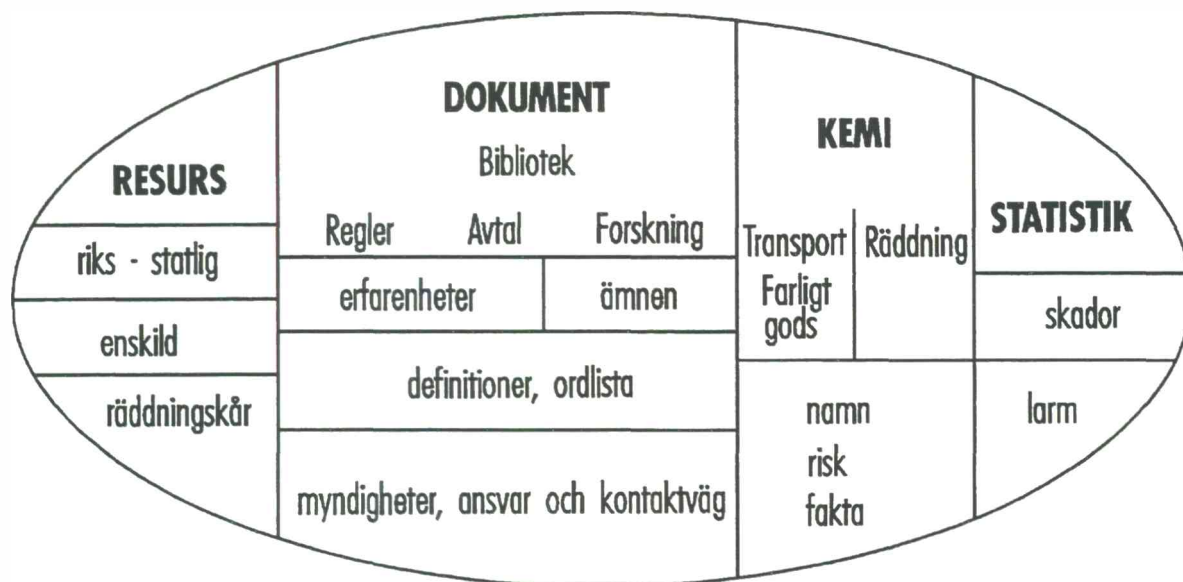 RESURS
riks - statlig
enskild
räddningskår
DOKUMENT
Bibliotek
Regler Avtal Forskning
erfarenheter ämnen
definitioner, ordlista
myndigheter, ansvar och kontaktväg
KEMI
Transport Räddning
Farligt
gods
namn
risk
fakta
STATISTIK
skador
larm